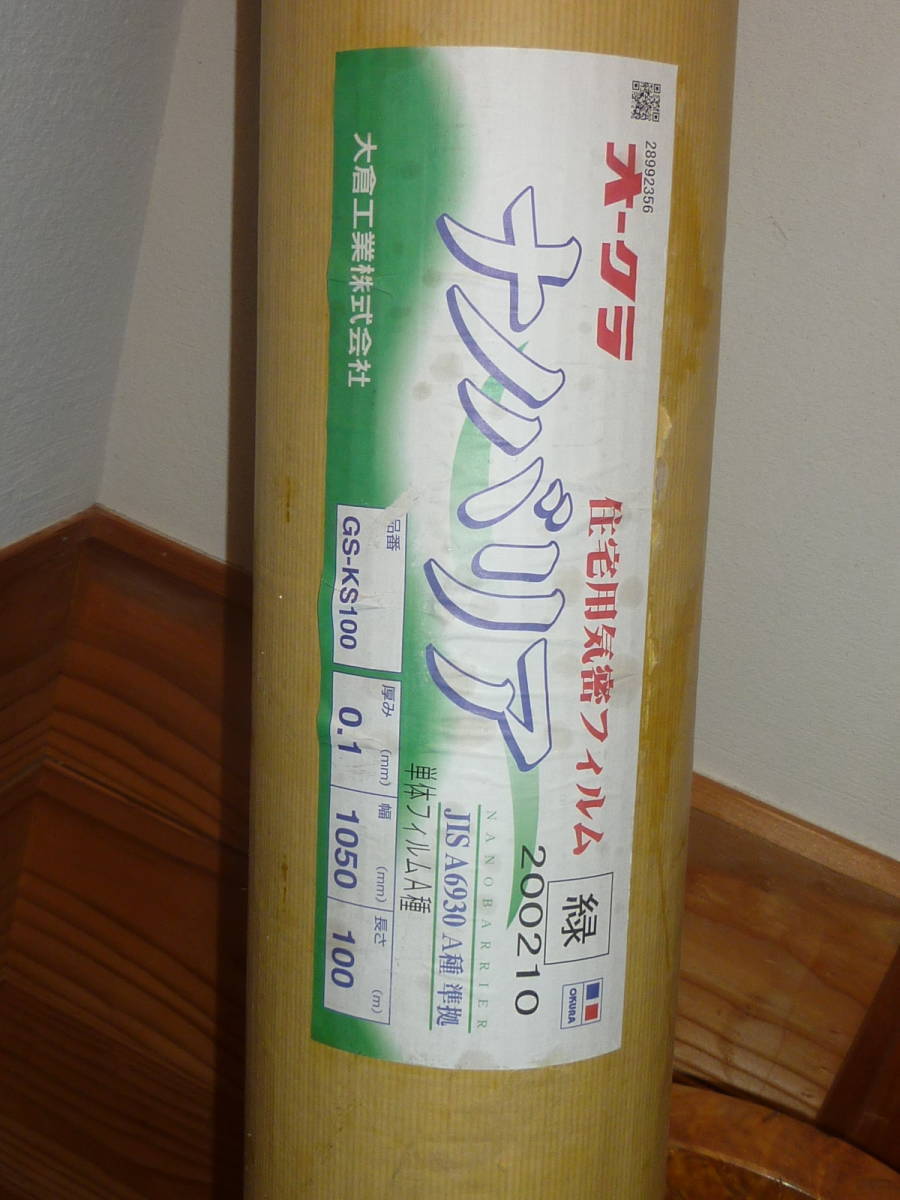 28992356
オークラ
住宅用気密フィルム
緑
OKURA
ナノバリア
200210
NANOBARRIER
JIS A6930 A種 準拠
単体フィルムA種
大倉工業株式会社
品番 厚み (mm) 幅 (mm) 長さ (m)
GS-KS100 0.1 1050 100